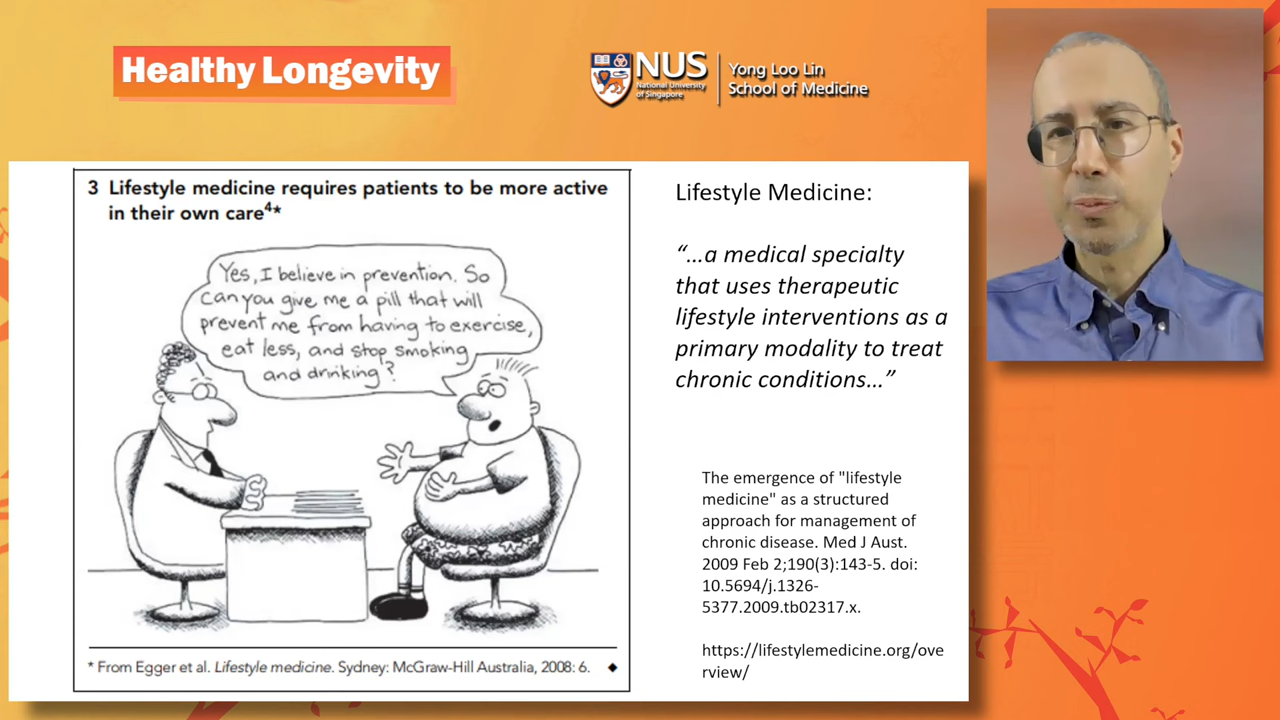 Healthy Longevity
NUS
National University
of Singapore
Yong Loo Lin
School of Medicine
3 Lifestyle medicine requires patients to be more active
in their own care⁴*
Yes, I believe in prevention. So
can you give me a pill that will
prevent me from having to exercise,
eat less, and stop smoking
and drinking?
* From Egger et al. Lifestyle medicine. Sydney: McGraw-Hill Australia, 2008: 6. ◆
Lifestyle Medicine:
“…a medical specialty
that uses therapeutic
lifestyle interventions as a
primary modality to treat
chronic conditions…”
The emergence of "lifestyle
medicine" as a structured
approach for management of
chronic disease. Med J Aust.
2009 Feb 2;190(3):143-5. doi:
10.5694/j.1326-
5377.2009.tb02317.x.
https://lifestylemedicine.org/ove
rview/